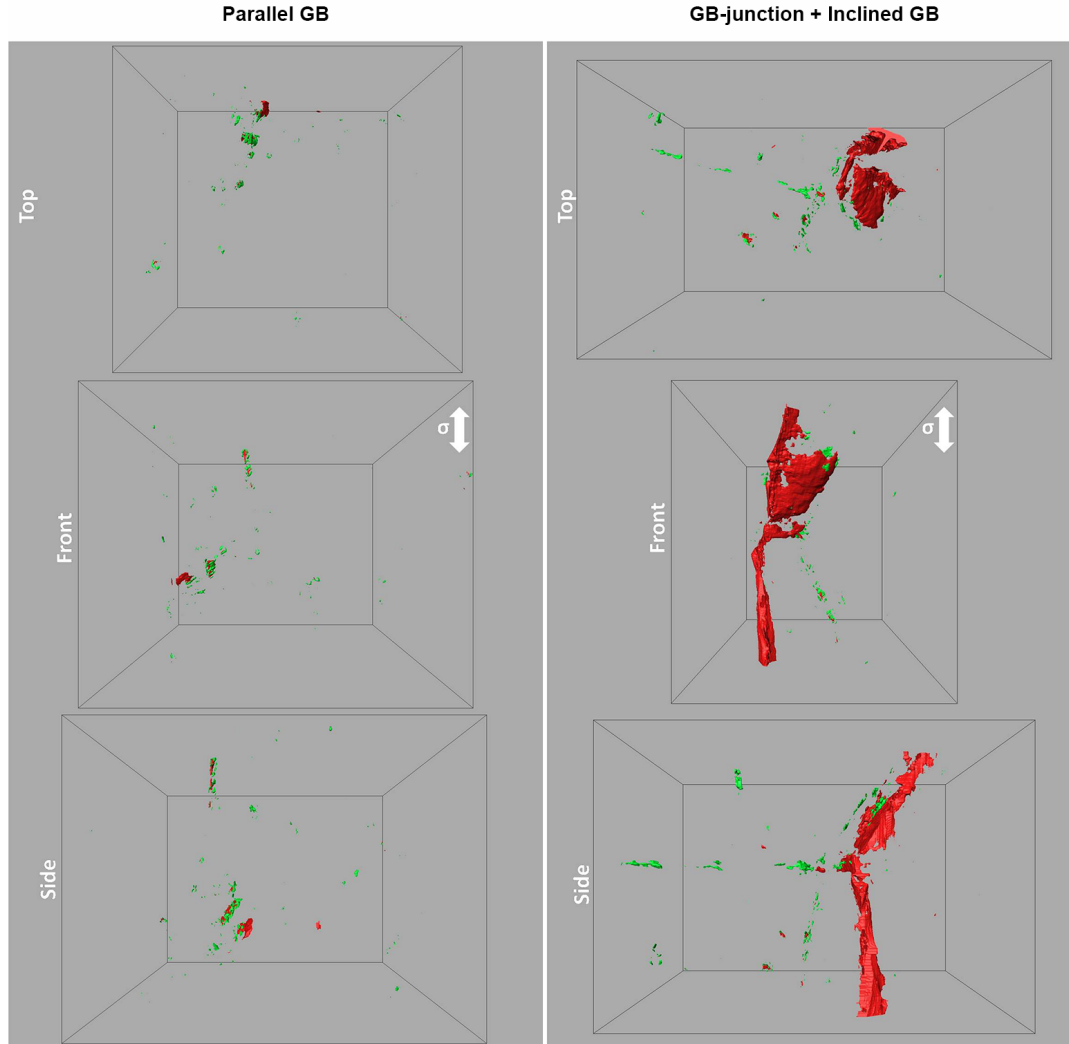 Parallel GB
GB-junction + Inclined GB
Top
Top
σ
σ
Front
Front
Side
Side